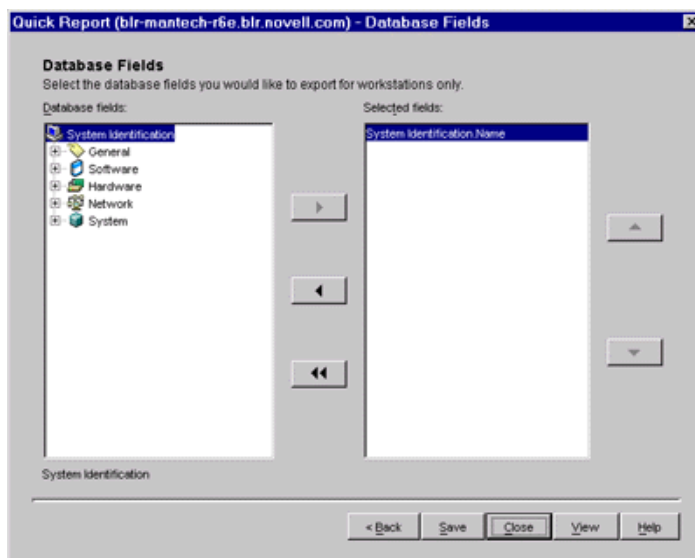 Quick Report (blr-mantech-r6e.blr.novell.com) - Database Fields
Database Fields
Select the database fields you would like to export for workstations only.
Database fields:
Selected fields:
System Identification
General
Software
Hardware
Network
System
System Identification.Name
System Identification
< Back
Save
Close
View
Help